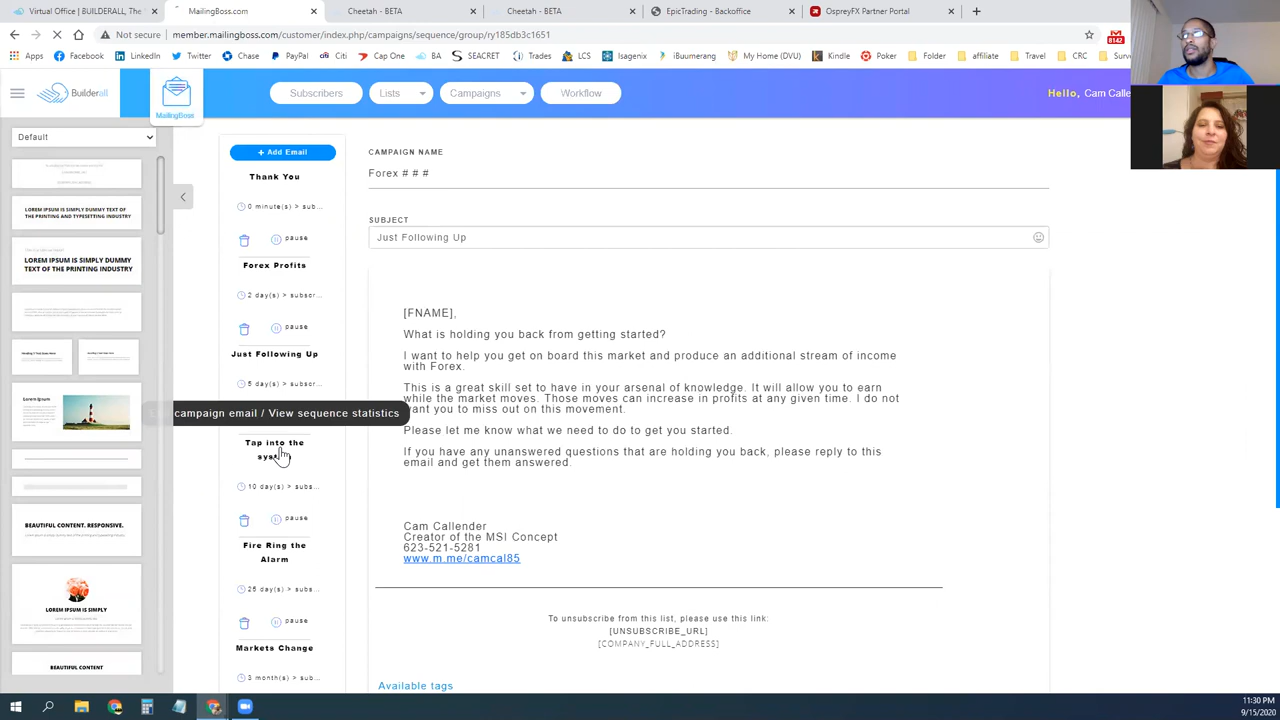 Virtual Office | BUILDERALL, The
MailingBoss.com
Cheetah - BETA
Cheetah - BETA
EpicTrading - Backoffice
OspreyFX Partner Portal
Not secure
member.mailingboss.com/customer/index.php/campaigns/sequence/group/ry185db3c1651
8142
Apps
Facebook
LinkedIn
Twitter
Chase
PayPal
Citi
Cap One
BA
SEACRET
Trades
LCS
Isagenix
iBuumerang
My Home (DVU)
Kindle
Poker
Folder
affiliate
Travel
CRC
Surv
Builderall
MailingBoss
Subscribers
Lists
Campaigns
Workflow
Hello, Cam Calle
Default
LOREM IPSUM IS SIMPLY DUMMY TEXT OF
THE PRINTING AND TYPESETTING INDUSTRY
LOREM IPSUM IS SIMPLY DUMMY
TEXT OF THE PRINTING INDUSTRY
Lorem Ipsum
BEAUTIFUL CONTENT. RESPONSIVE.
LOREM IPSUM IS SIMPLY
BEAUTIFUL CONTENT
+ Add Email
Thank You
0 minute(s) > sub...
pause
Forex Profits
2 day(s) > subscr...
pause
Just Following Up
5 day(s) > subscr...
campaign email / View sequence statistics
Tap into the
10 day(s) > subs...
pause
Fire Ring the
Alarm
25 day(s) > subs...
pause
Markets Change
3 month(s) > sub...
CAMPAIGN NAME
Forex # # #
SUBJECT
Just Following Up
[FNAME],
What is holding you back from getting started?
I want to help you get on board this market and produce an additional stream of income
with Forex.
This is a great skill set to have in your arsenal of knowledge. It will allow you to earn
while the market moves. Those moves can increase in profits at any given time. I do not
want you to miss out on this movement.
Please let me know what we need to do to get you started.
If you have any unanswered questions that are holding you back, please reply to this
email and get them answered.
Cam Callender
Creator of the MSI Concept
623-521-5281
www.m.me/camcal85
To unsubscribe from this list, please use this link:
[UNSUBSCRIBE_URL]
[COMPANY_FULL_ADDRESS]
Available tags
11:30 PM
9/15/2020